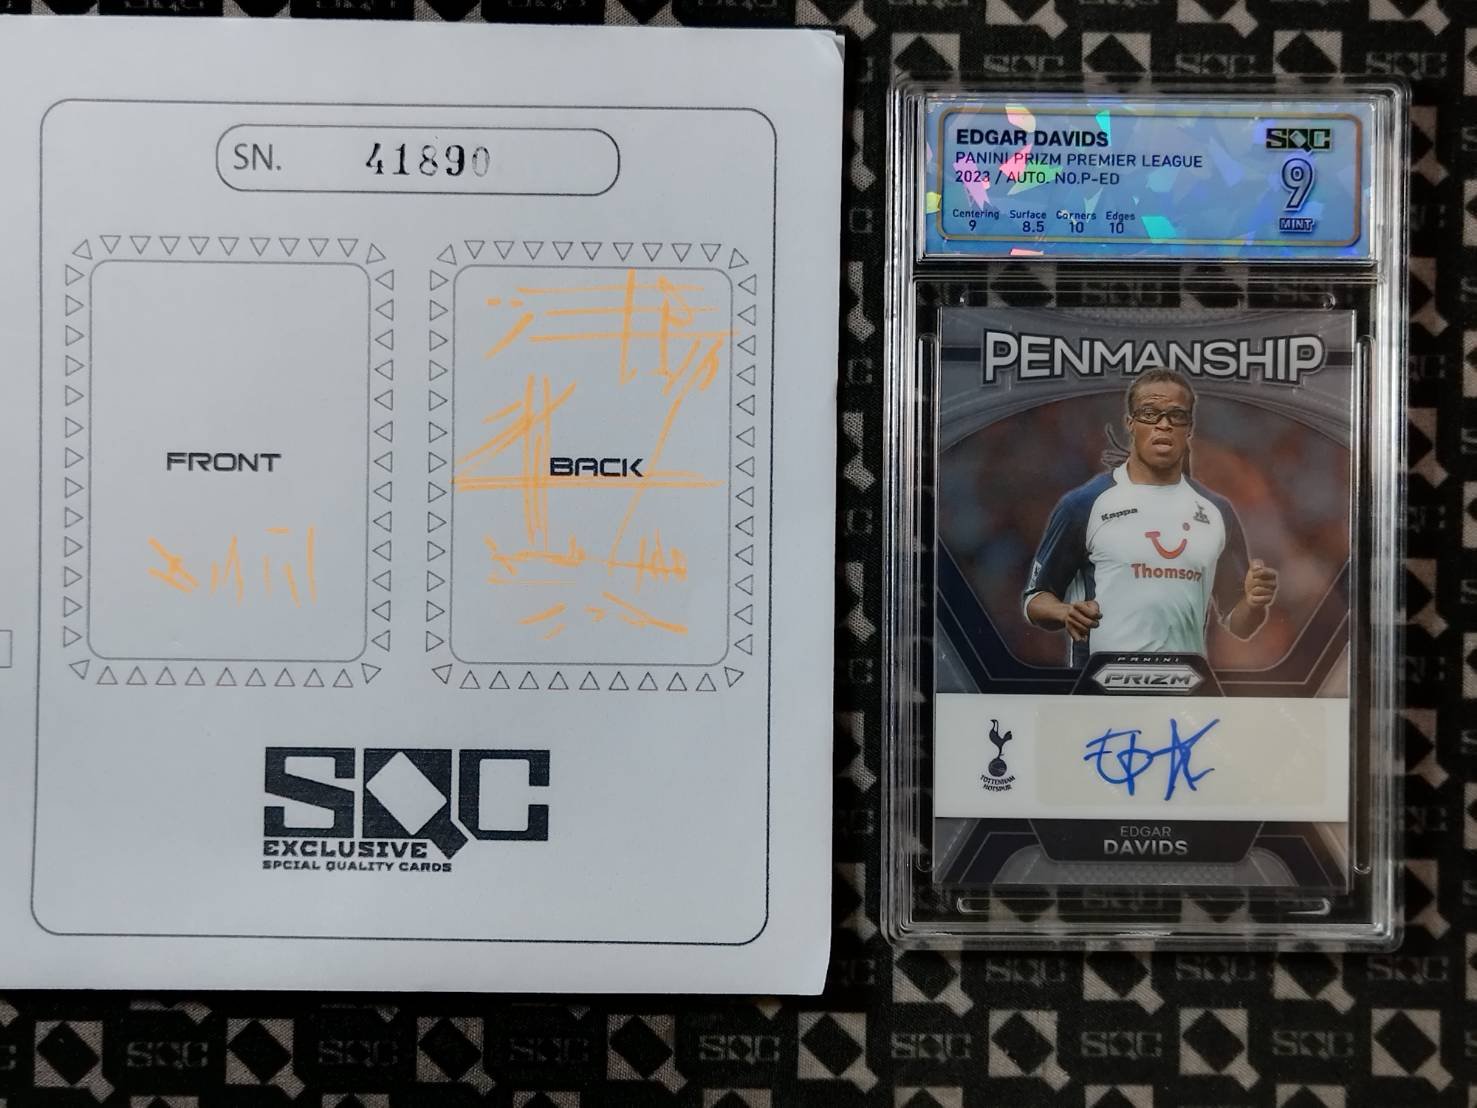 SN. 41890
FRONT
BACK
SQC
EXCLUSIVE
SPCIAL QUALITY CARDS
EDGAR DAVIDS
PANINI PRIZM PREMIER LEAGUE
2023 / AUTO. NO.P-ED
Centering Surface Corners Edges
9 8.5 10 10
SQC
9
MINT
PENMANSHIP
Kappa
Thomson
PANINI
PRIZM
TOTTENHAM
HOTSPUR
EDGAR
DAVIDS